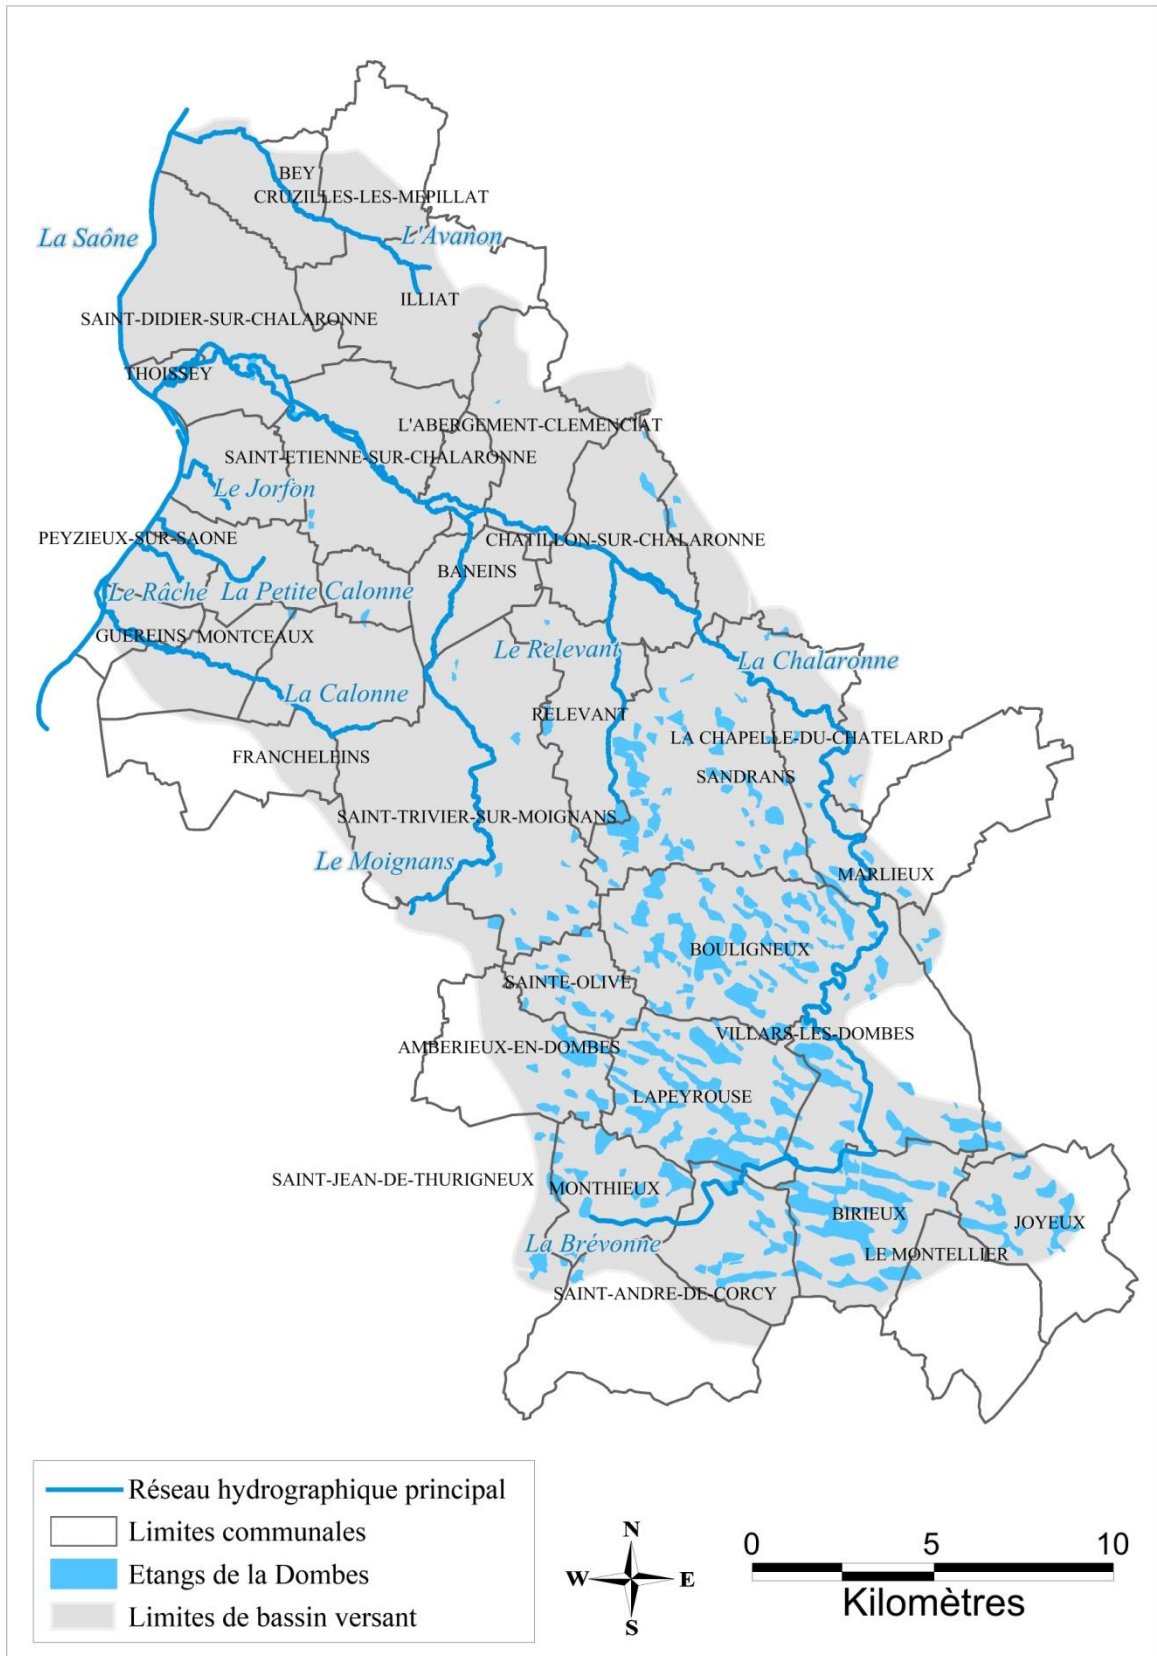 BEY
CRUZILLES-LES-MEPILLAT
La Saône
L'Avanon
ILLIAT
SAINT-DIDIER-SUR-CHALARONNE
THOISSEY
L'ABERGEMENT-CLEMENCIAT
SAINT-ETIENNE-SUR-CHALARONNE
Le Jorfon
PEYZIEUX-SUR-SAONE
CHATILLON-SUR-CHALARONNE
BANEINS
Le Râche
La Petite Calonne
GUEREINS
MONTCEAUX
Le Relevant
La Chalaronne
La Calonne
RELEVANT
LA CHAPELLE-DU-CHATELARD
FRANCHELEINS
SANDRANS
SAINT-TRIVIER-SUR-MOIGNANS
Le Moignans
MARLIEUX
BOULIGNEUX
SAINTE-OLIVE
VILLARS-LES-DOMBES
AMBERIEUX-EN-DOMBES
LAPEYROUSE
SAINT-JEAN-DE-THURIGNEUX
MONTHIEUX
BIRIEUX
JOYEUX
La Brévonne
LE MONTELLIER
SAINT-ANDRE-DE-CORCY
Réseau hydrographique principal
Limites communales
Etangs de la Dombes
Limites de bassin versant
N
W E
S
0 5 10
Kilomètres